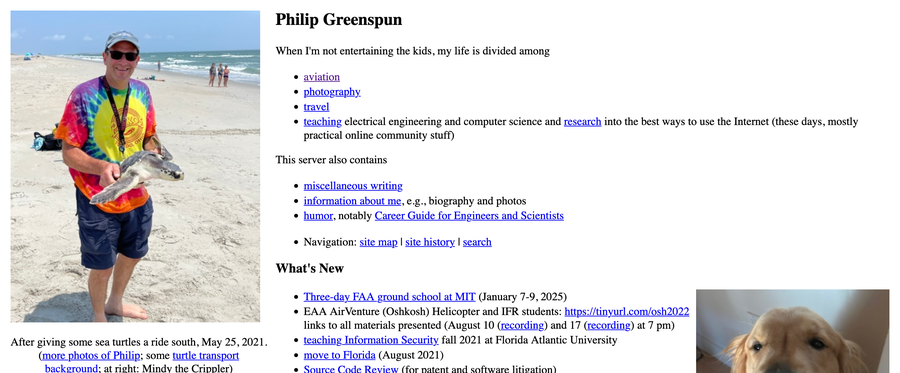 Philip Greenspun
When I'm not entertaining the kids, my life is divided among
aviation
photography
travel
teaching electrical engineering and computer science and research into the best ways to use the Internet (these days, mostly
practical online community stuff)
This server also contains
miscellaneous writing
information about me, e.g., biography and photos
humor, notably Career Guide for Engineers and Scientists
Navigation: site map | site history | search
What's New
Three-day FAA ground school at MIT (January 7-9, 2025)
EAA AirVenture (Oshkosh) Helicopter and IFR students: https://tinyurl.com/osh2022
links to all materials presented (August 10 (recording) and 17 (recording) at 7 pm)
teaching Information Security fall 2021 at Florida Atlantic University
move to Florida (August 2021)
Source Code Review (for patent and software litigation)
After giving some sea turtles a ride south, May 25, 2021.
(more photos of Philip; some turtle transport
background; at right: Mindy the Crippler)